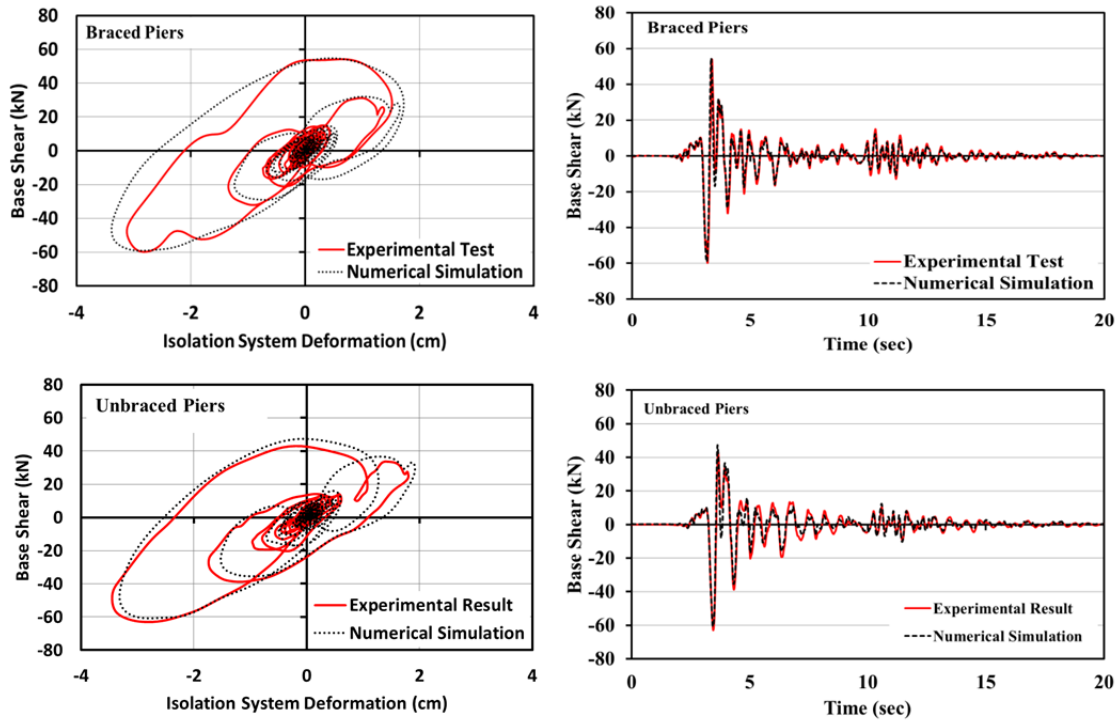 Braced Piers
80
60
40
20
0
-20
-40
-60
-80
Base Shear (kN)
Experimental Test
Numerical Simulation
-4 -2 0 2 4
Isolation System Deformation (cm)
Braced Piers
80
60
40
20
0
-20
-40
-60
-80
Base Shear (kN)
Experimental Test
Numerical Simulation
0 5 10 15 20
Time (sec)
Unbraced Piers
80
60
40
20
0
-20
-40
-60
-80
Base Shear (kN)
Experimental Result
Numerical Simulation
-4 -2 0 2 4
Isolation System Deformation (cm)
Unbraced Piers
80
60
40
20
0
-20
-40
-60
-80
Base Shear (kN)
Experimental Result
Numerical Simulation
0 5 10 15 20
Time (sec)